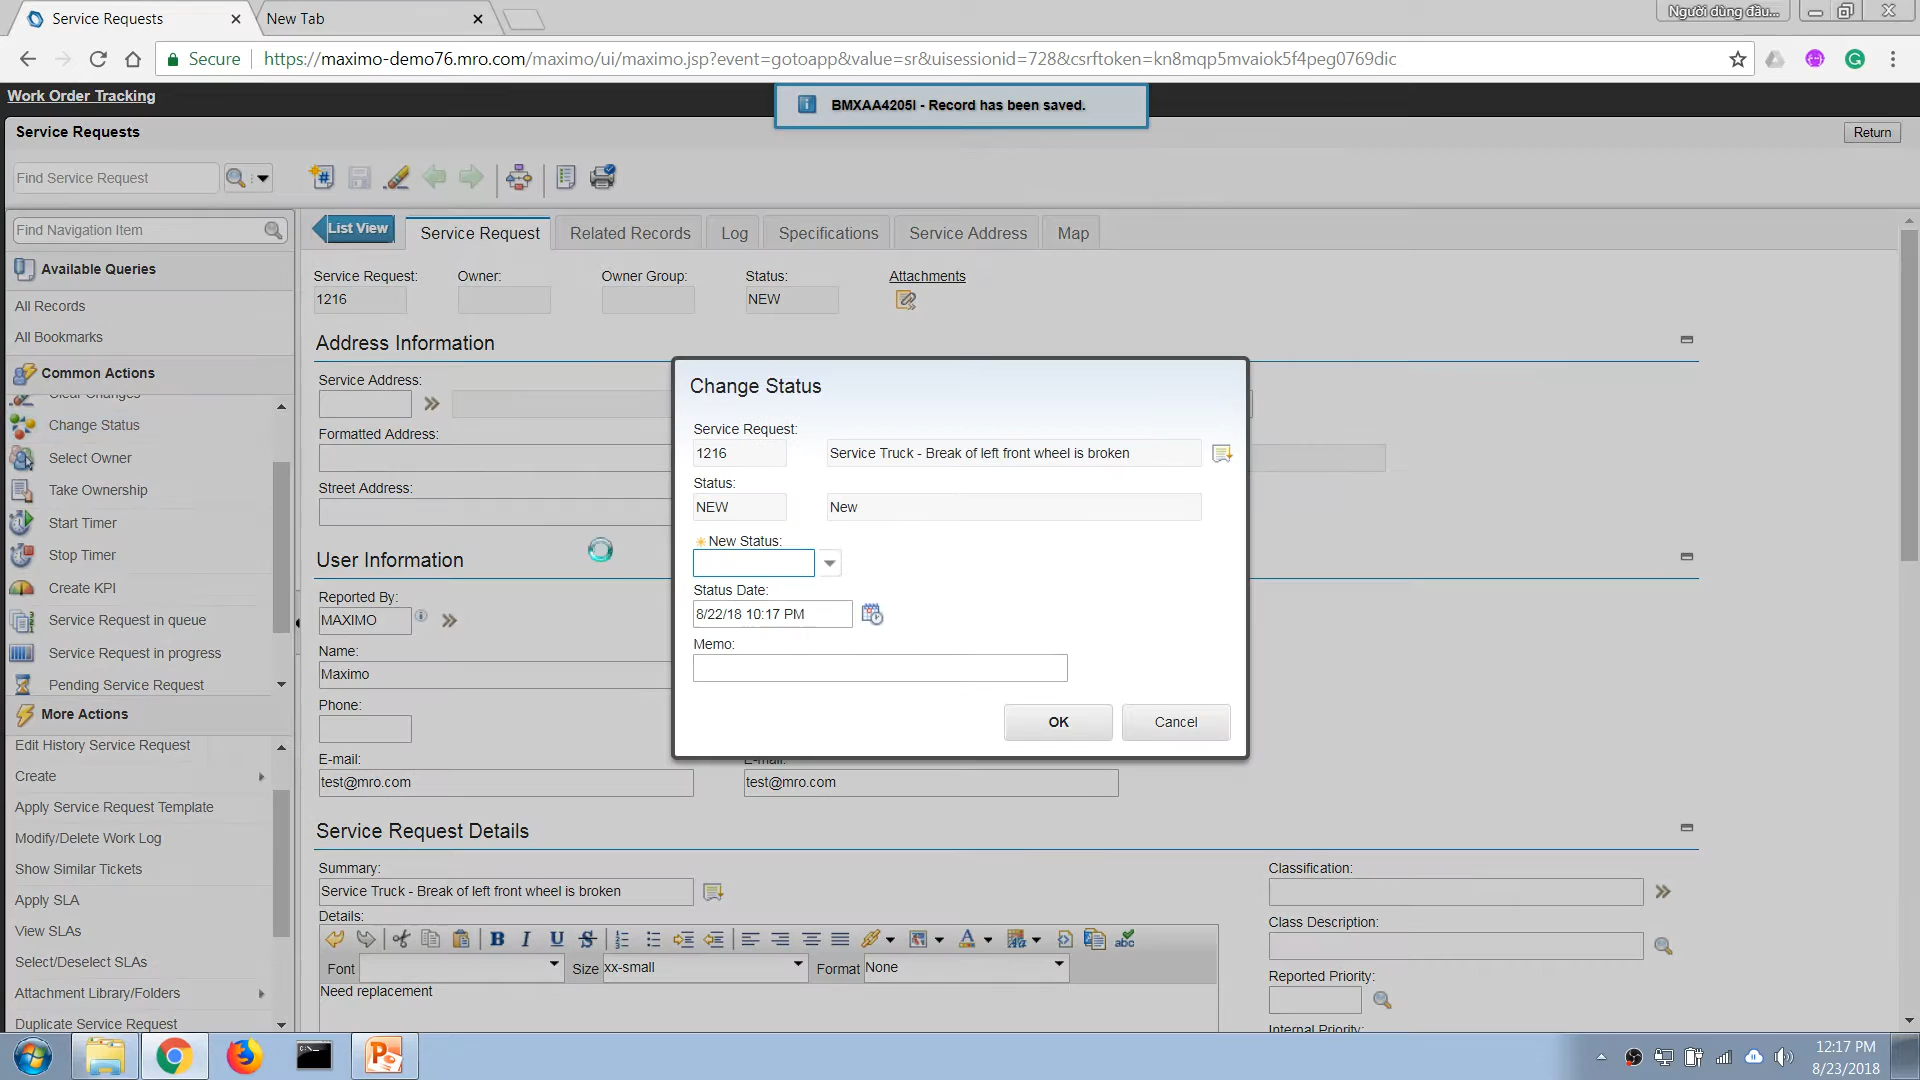 Service Requests
New Tab
Người dùng đầu...
Secure
https://maximo-demo76.mro.com/maximo/ui/maximo.jsp?event=gotoapp&value=sr&uisessionid=728&csrftoken=kn8mqp5mvaiok5f4peg0769dic
Work Order Tracking
BMXAA4205I - Record has been saved.
Service Requests
Return
Find Service Request
Find Navigation Item
List View
Service Request
Related Records
Log
Specifications
Service Address
Map
Available Queries
All Records
All Bookmarks
Common Actions
Clear Changes
Change Status
Select Owner
Take Ownership
Start Timer
Stop Timer
Create KPI
Service Request in queue
Service Request in progress
Pending Service Request
More Actions
Edit History Service Request
Create
Apply Service Request Template
Modify/Delete Work Log
Show Similar Tickets
Apply SLA
View SLAs
Select/Deselect SLAs
Attachment Library/Folders
Duplicate Service Request
Service Request:
Owner:
Owner Group:
Status:
Attachments
1216
NEW
Address Information
Service Address:
Formatted Address:
Street Address:
User Information
Reported By:
MAXIMO
Name:
Maximo
Phone:
E-mail:
E-mail:
test@mro.com
test@mro.com
Change Status
Service Request:
1216
Service Truck - Break of left front wheel is broken
Status:
NEW
New
New Status:
Status Date:
8/22/18 10:17 PM
Memo:
OK
Cancel
Service Request Details
Summary:
Service Truck - Break of left front wheel is broken
Details:
Font
Size
xx-small
Format
None
Need replacement
Classification:
Class Description:
Reported Priority:
Internal Priority:
12:17 PM
8/23/2018